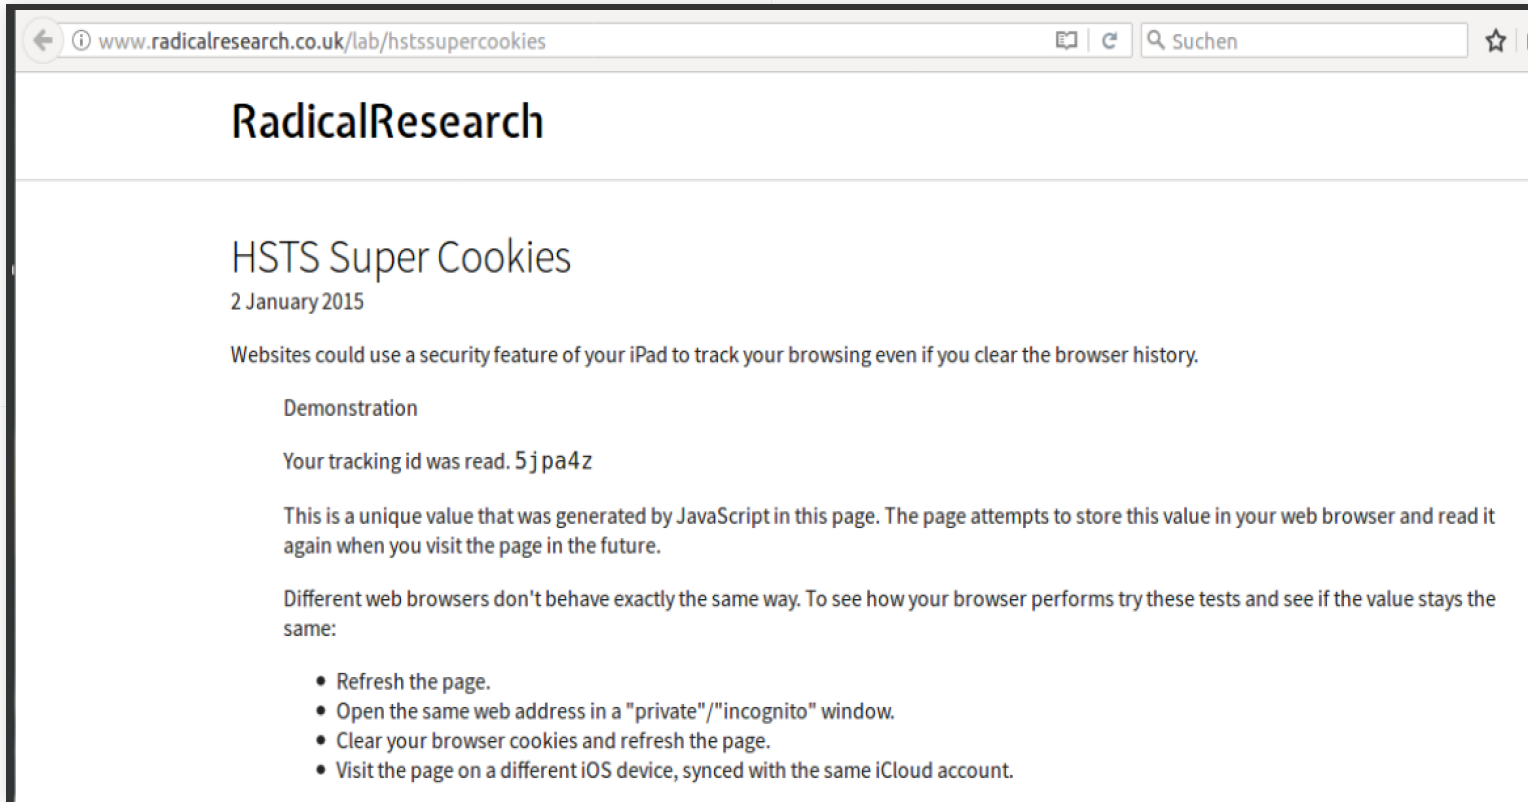 www.radicalresearch.co.uk/lab/hstssupercookies
Suchen
RadicalResearch
HSTS Super Cookies
2 January 2015
Websites could use a security feature of your iPad to track your browsing even if you clear the browser history.
Demonstration
Your tracking id was read. 5jpa4z
This is a unique value that was generated by JavaScript in this page. The page attempts to store this value in your web browser and read it
again when you visit the page in the future.
Different web browsers don't behave exactly the same way. To see how your browser performs try these tests and see if the value stays the
same:
• Refresh the page.
• Open the same web address in a "private"/"incognito" window.
• Clear your browser cookies and refresh the page.
• Visit the page on a different iOS device, synced with the same iCloud account.